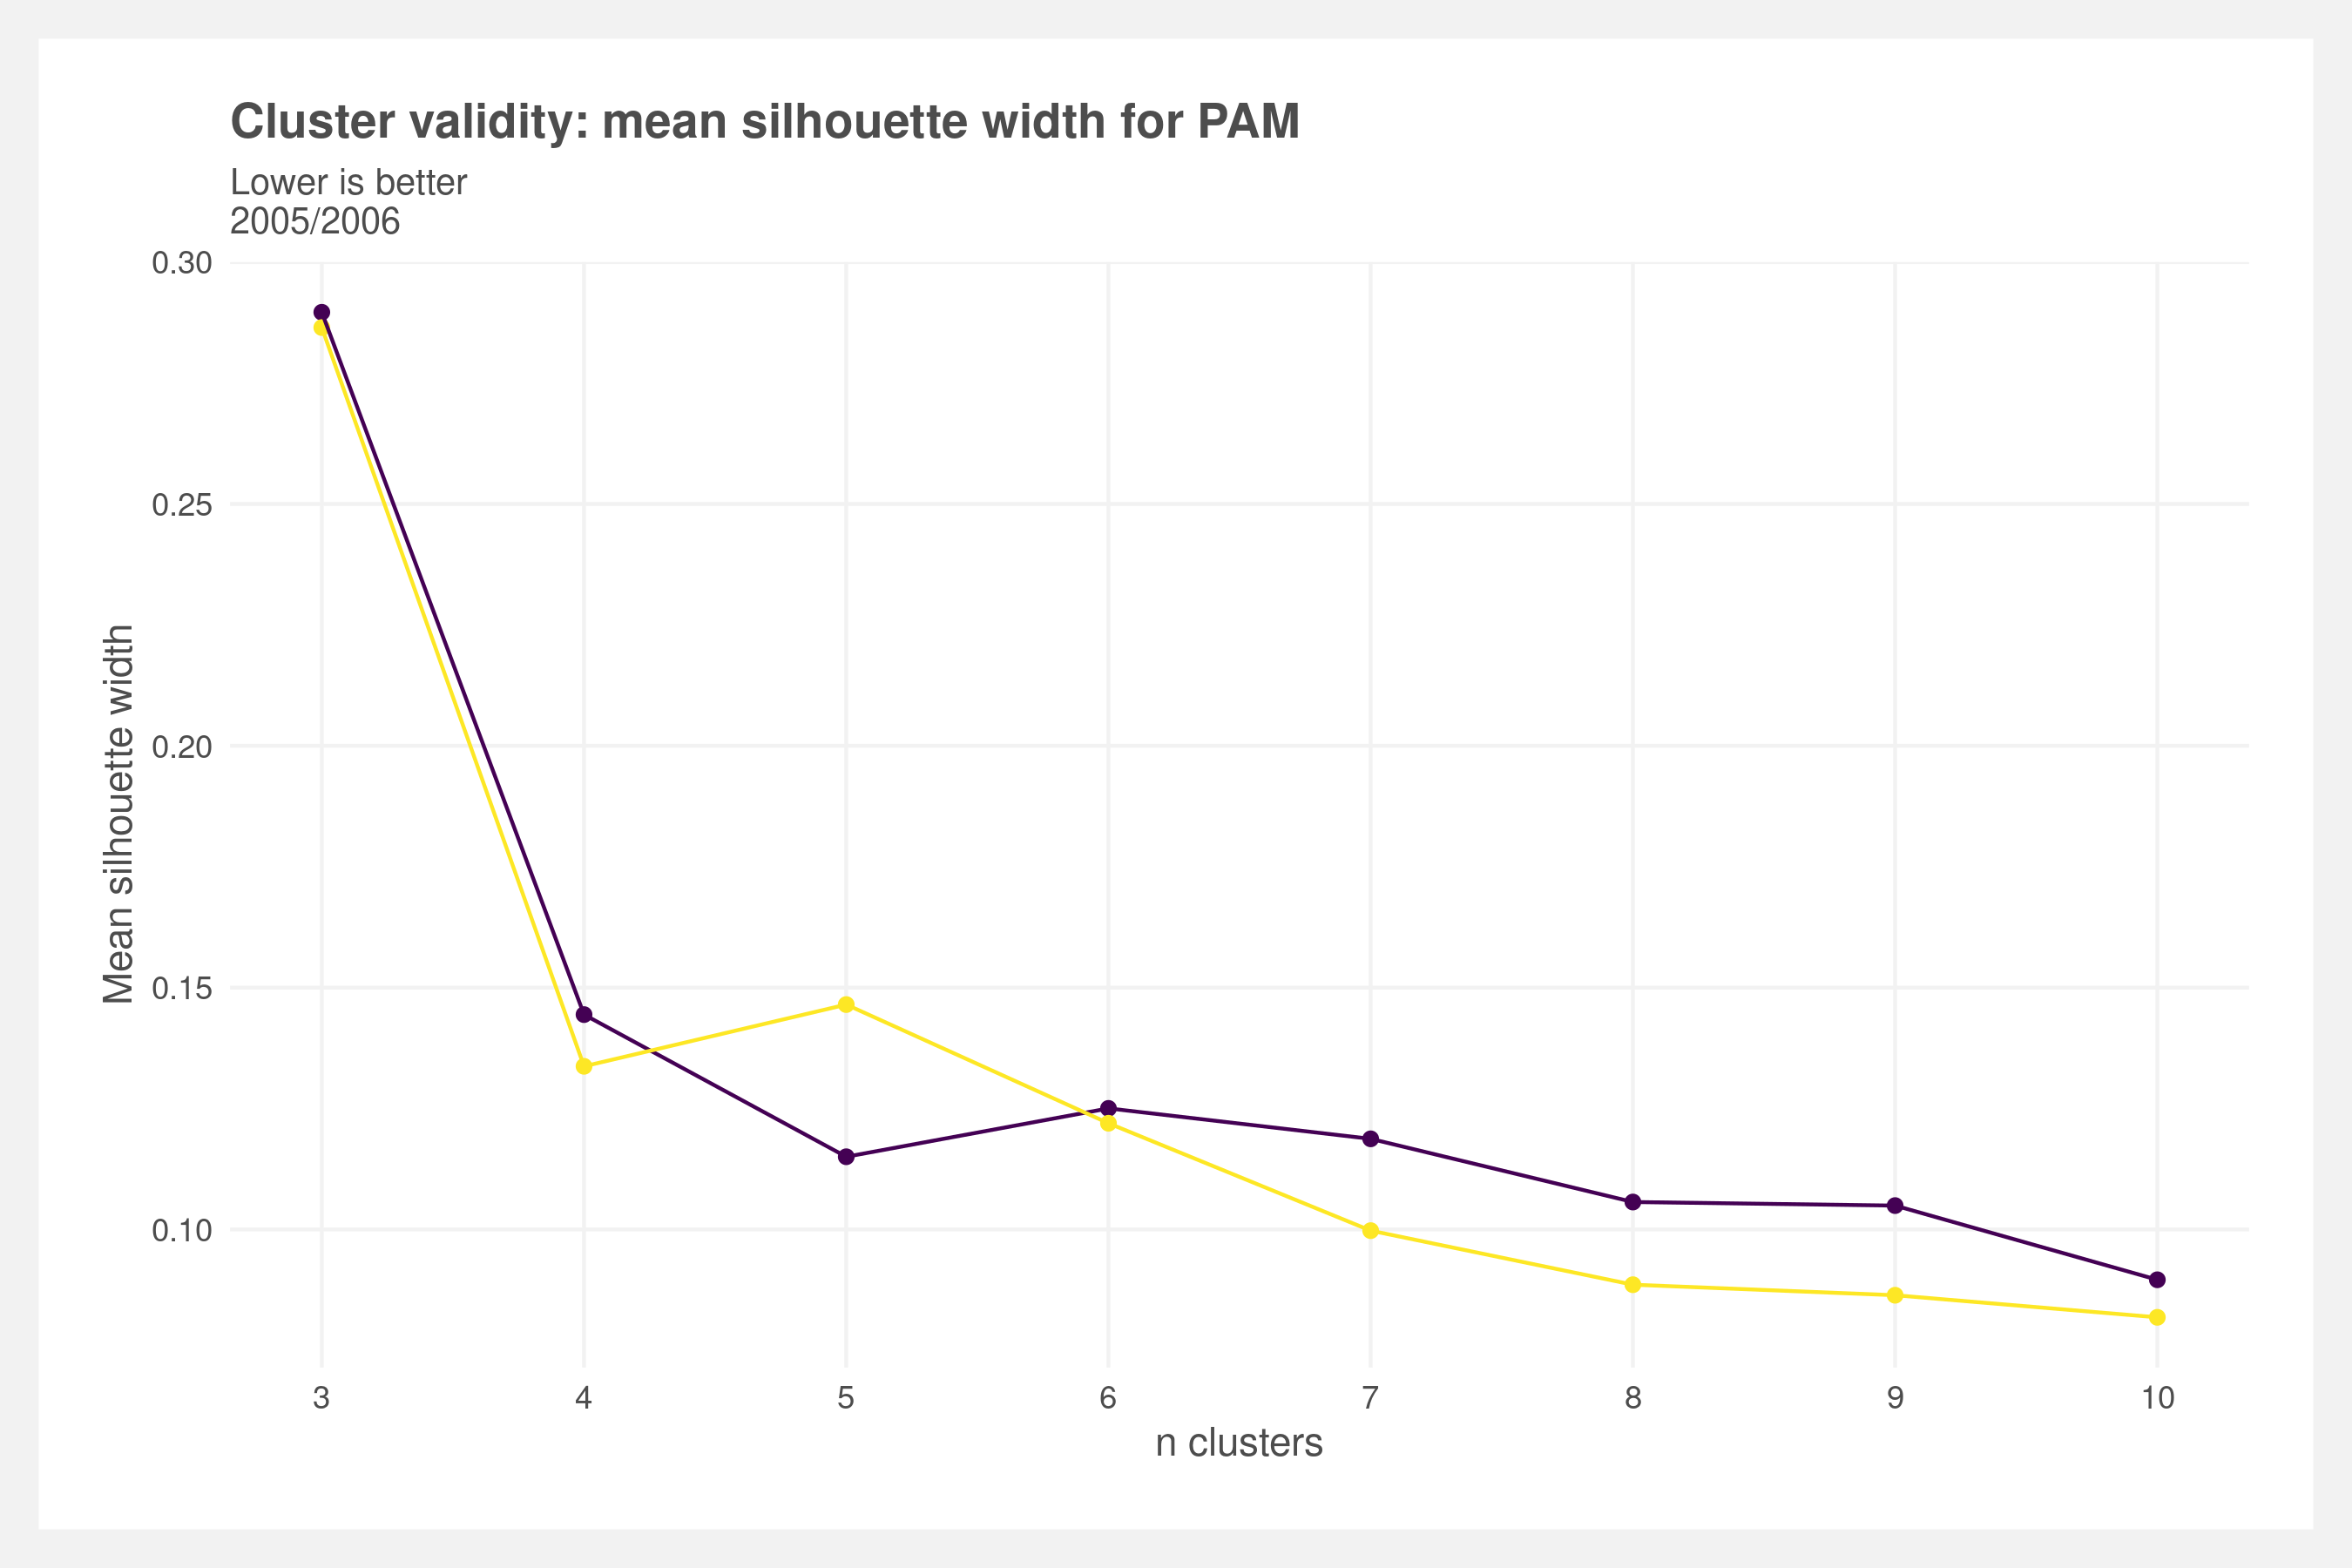 Cluster validity: mean silhouette width for PAM
Lower is better
2005/2006
Mean silhouette width
0.30
0.25
0.20
0.15
0.10
3 4 5 6 7 8 9 10
n clusters